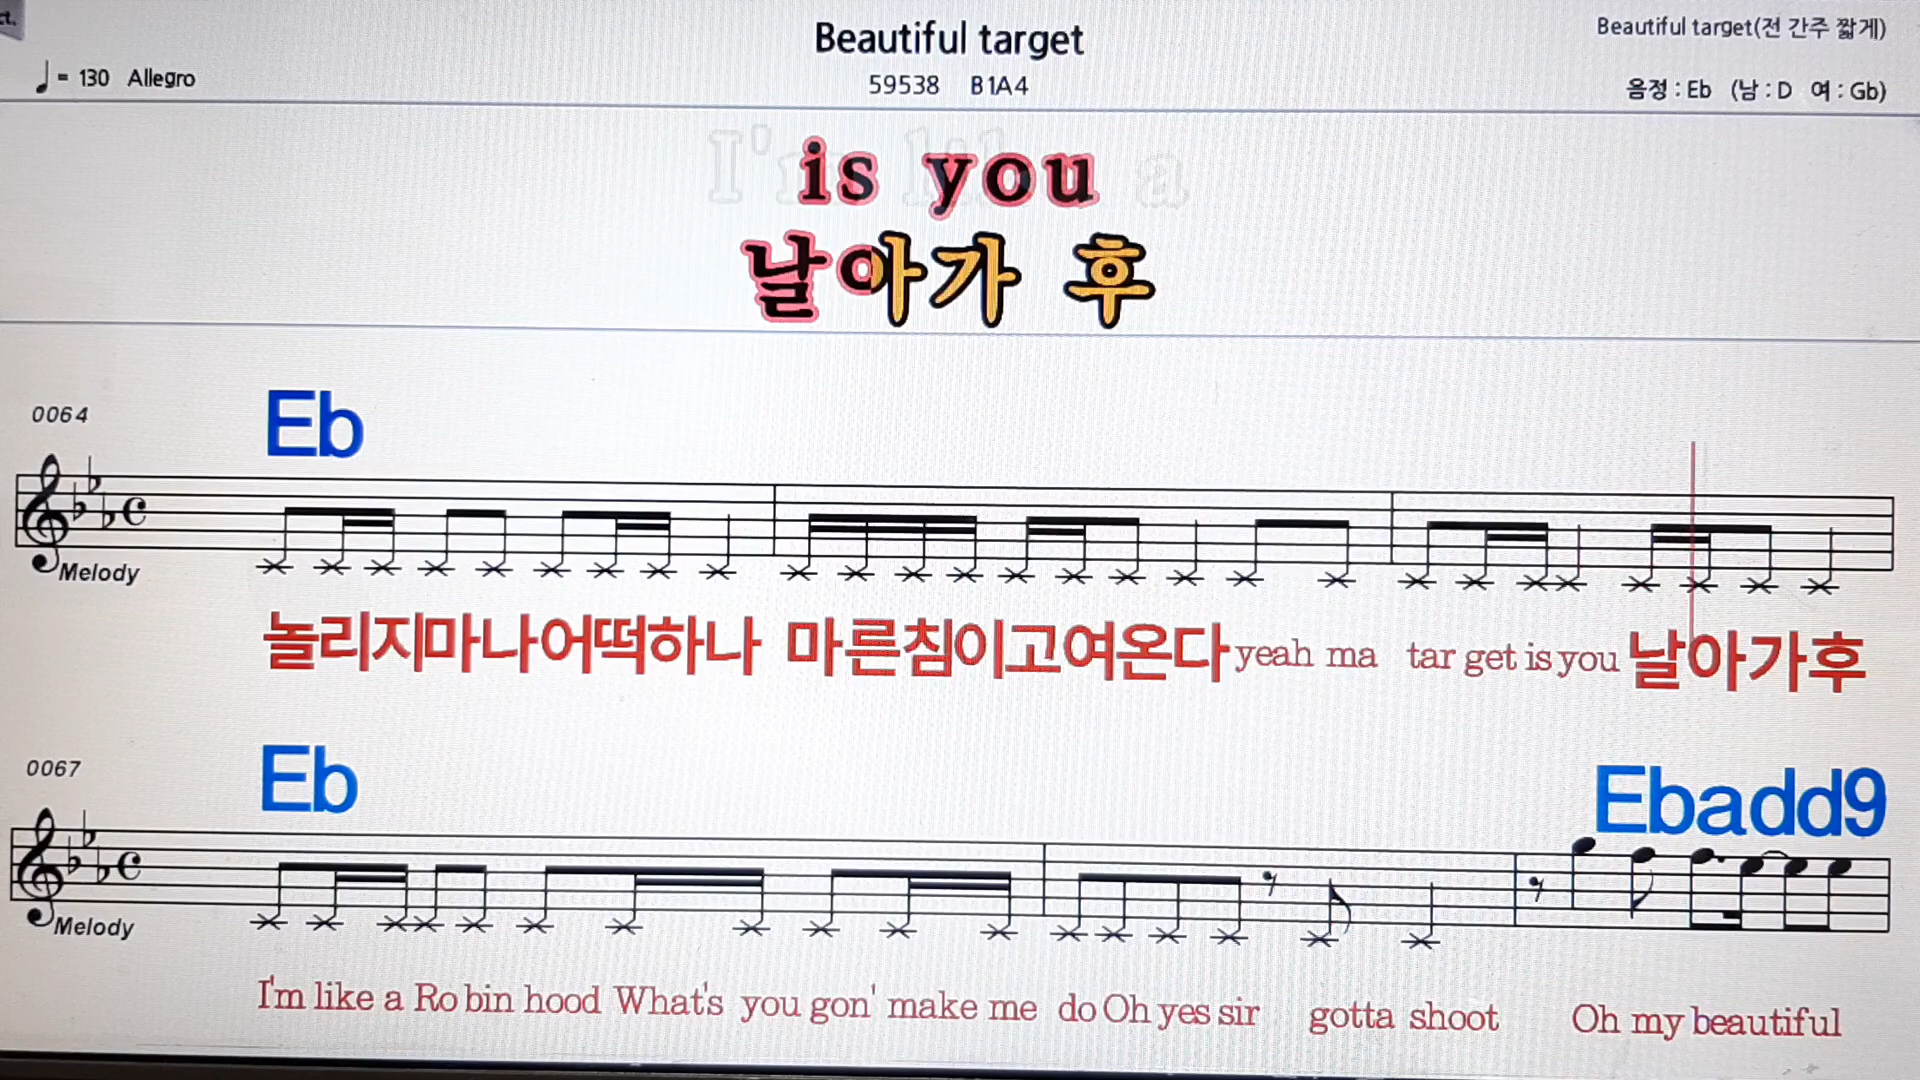 Beautiful target
Beautiful target(전 간주 짧게)
= 130 Allegro
59538 B1A4
음정 : Eb (남 : D 여 : Gb)
is you
날아가 후
0064
Eb
Melody
놀리지마나어떡하나 마른침이고여온다 yeah ma tar get is you 날아가후
0067
Eb
Ebadd9
Melody
I'm like a Ro bin hood What's you gon' make me do Oh yes sir gotta shoot Oh my beautiful